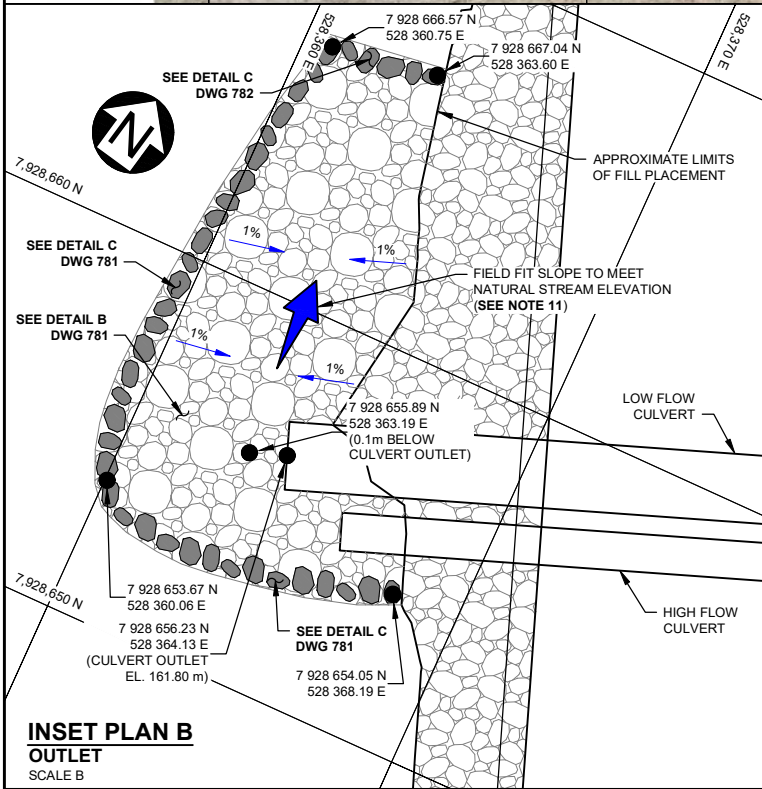 528,360 E
7 928 666.57 N
528 360.75 E
7 928 667.04 N
528 363.60 E
528,370 E
SEE DETAIL C
DWG 782
N
APPROXIMATE LIMITS
OF FILL PLACEMENT
7,928,660 N
1%
1%
SEE DETAIL C
DWG 781
FIELD FIT SLOPE TO MEET
NATURAL STREAM ELEVATION
(SEE NOTE 11)
SEE DETAIL B
DWG 781
1%
1%
7 928 655.89 N
528 363.19 E
(0.1m BELOW
CULVERT OUTLET)
LOW FLOW
CULVERT
7,928,650 N
7 928 653.67 N
528 360.06 E
7 928 656.23 N
528 364.13 E
(CULVERT OUTLET
EL. 161.80 m)
SEE DETAIL C
DWG 781
7 928 654.05 N
528 368.19 E
HIGH FLOW
CULVERT
INSET PLAN B
OUTLET
SCALE B